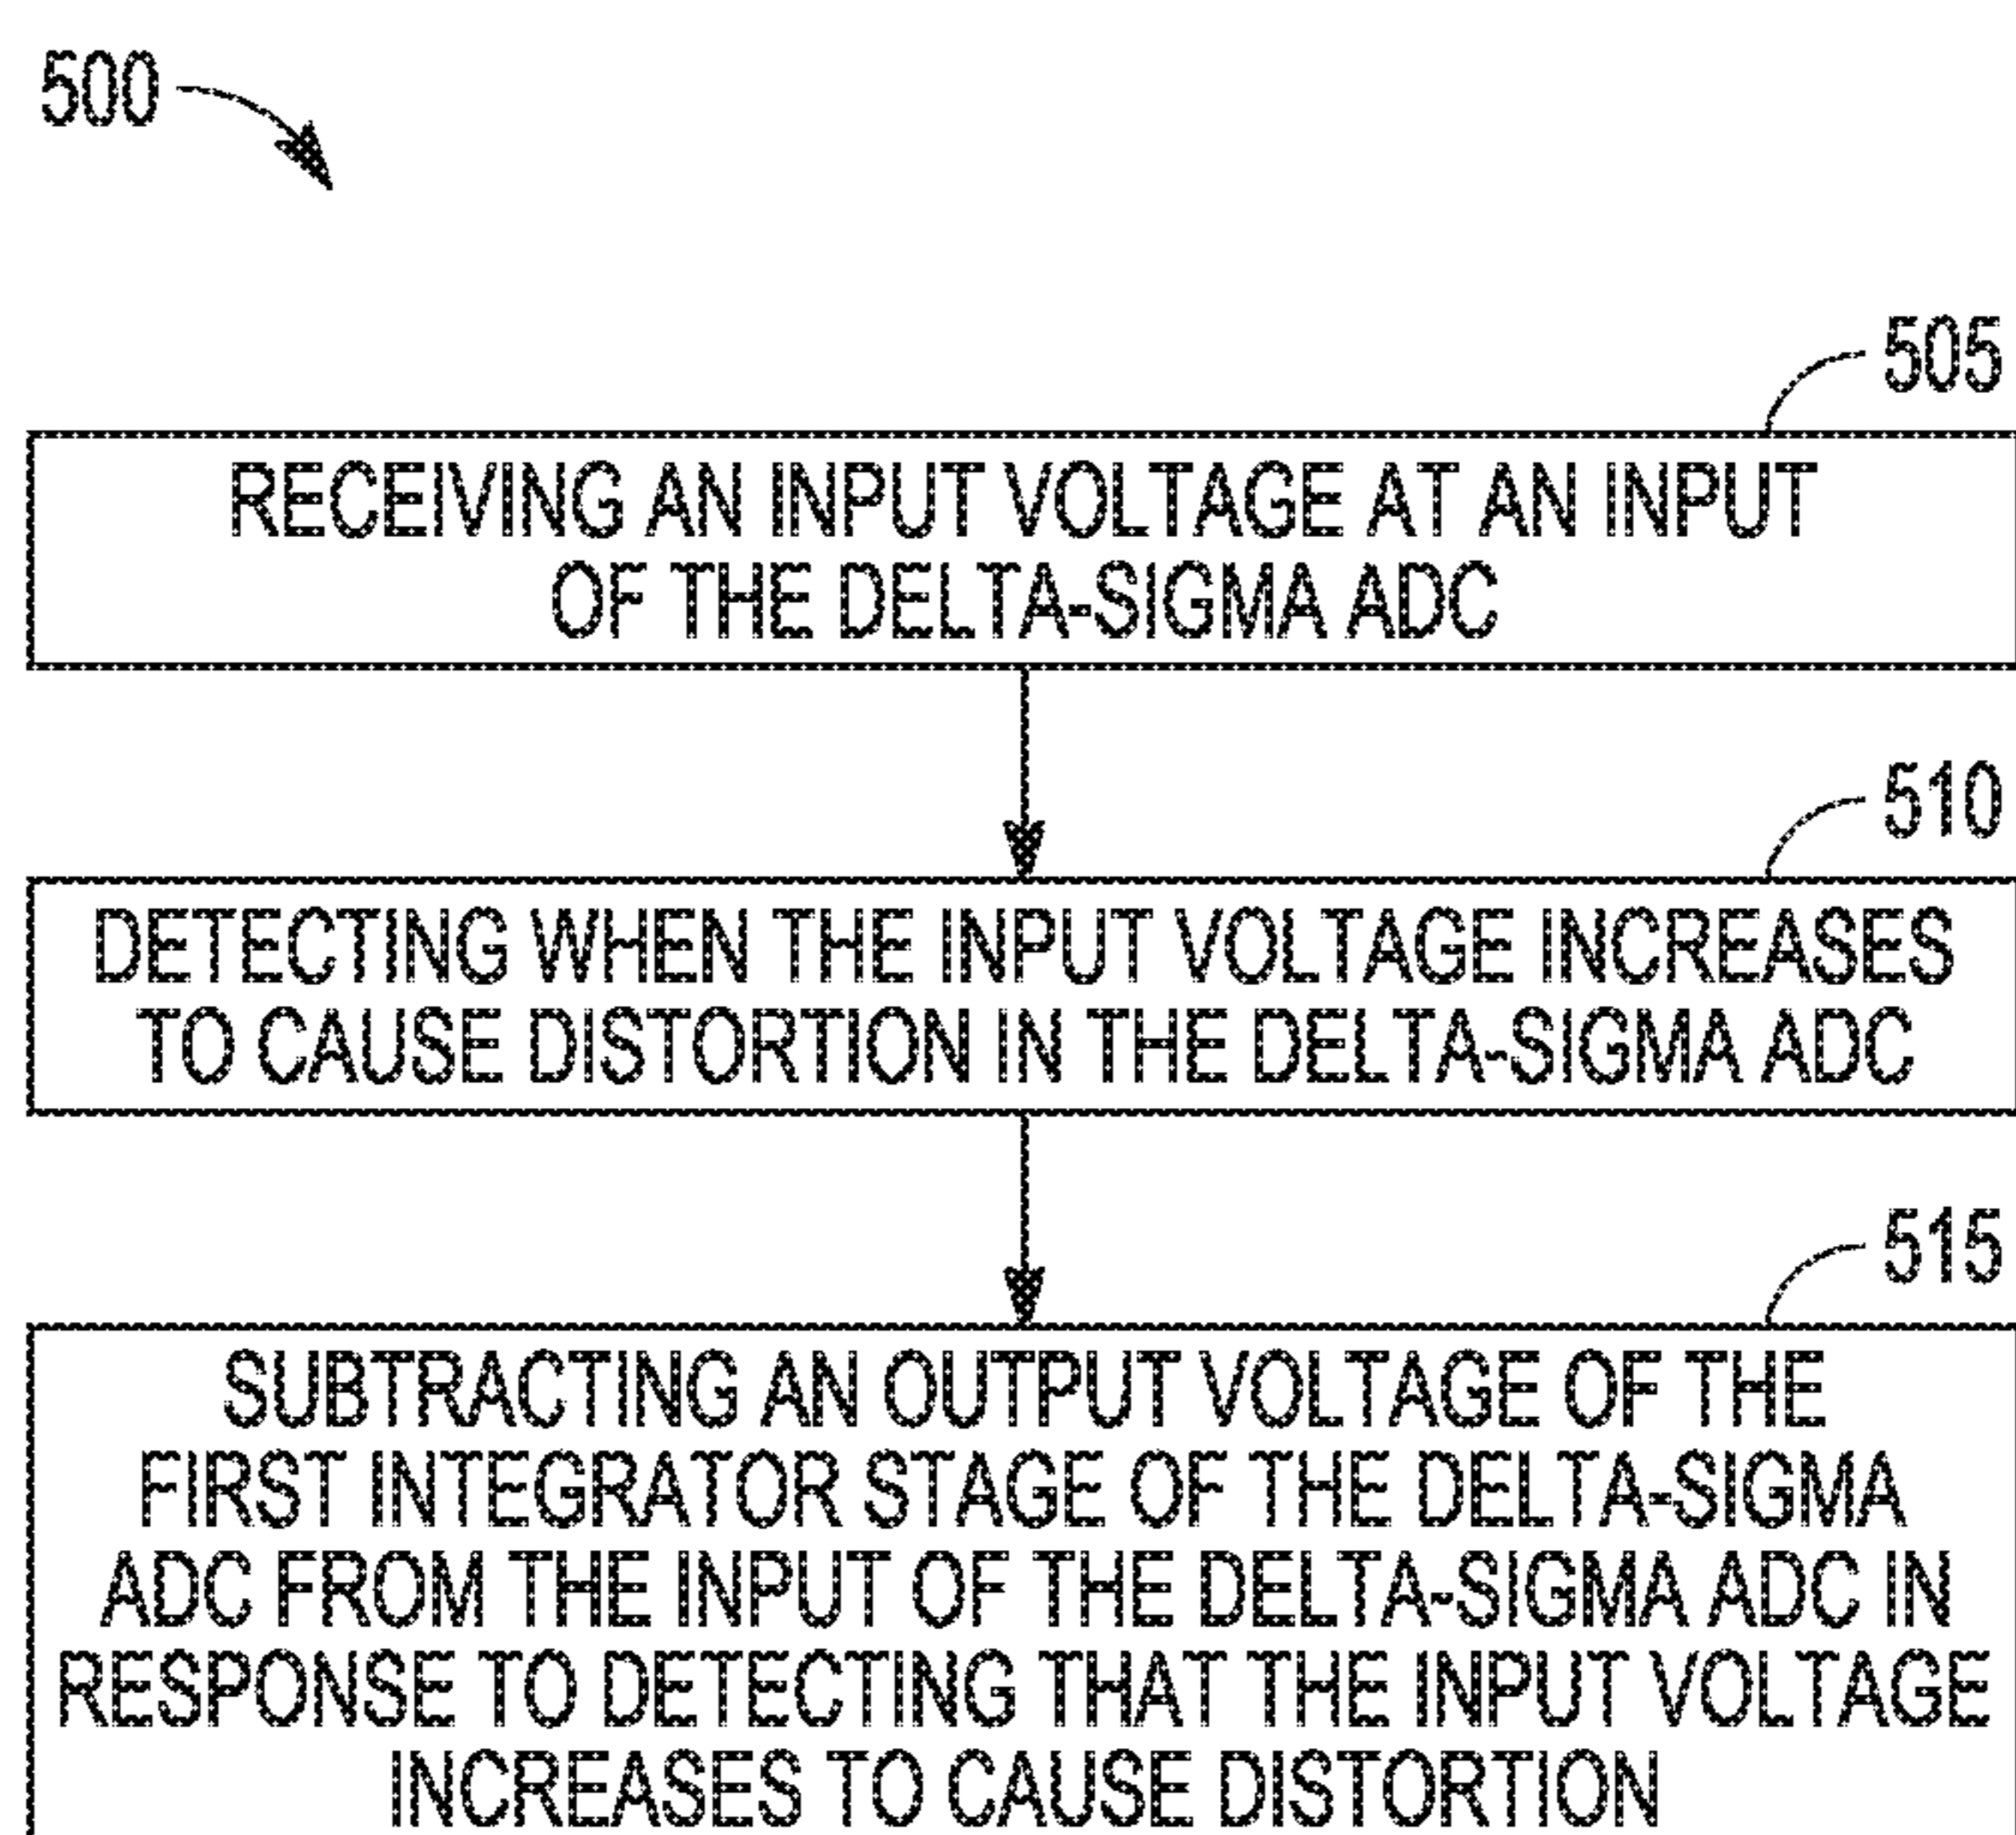 500
505
RECEIVING AN INPUT VOLTAGE AT AN INPUT
OF THE DELTA-SIGMA ADC
510
DETECTING WHEN THE INPUT VOLTAGE INCREASES
TO CAUSE DISTORTION IN THE DELTA-SIGMA ADC
515
SUBTRACTING AN OUTPUT VOLTAGE OF THE
FIRST INTEGRATOR STAGE OF THE DELTA-SIGMA
ADC FROM THE INPUT OF THE DELTA-SIGMA ADC IN
RESPONSE TO DETECTING THAT THE INPUT VOLTAGE
INCREASES TO CAUSE DISTORTION